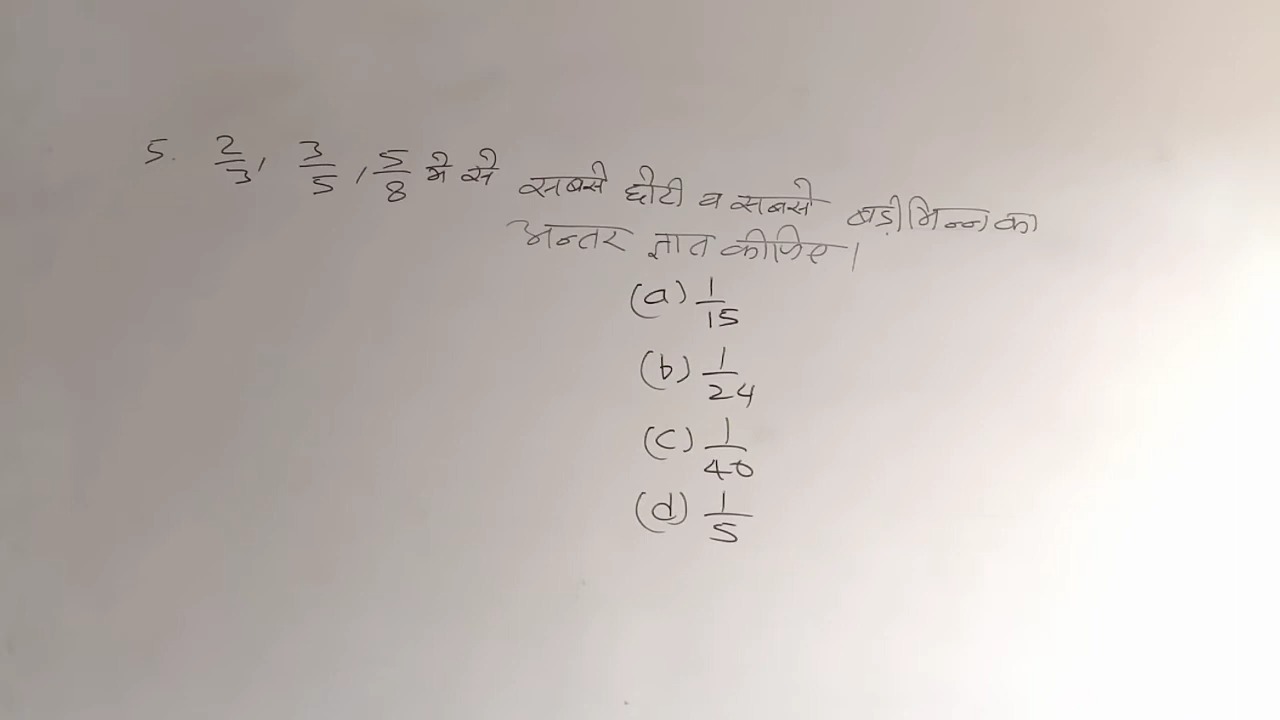 5. 2/3, 3/5, 5/8 मे से सबसे छोटी व सबसे बड़ी भिन्न का
अन्तर ज्ञात कीजिए।
(a) 1/15
(b) 1/24
(c) 1/40
(d) 1/5